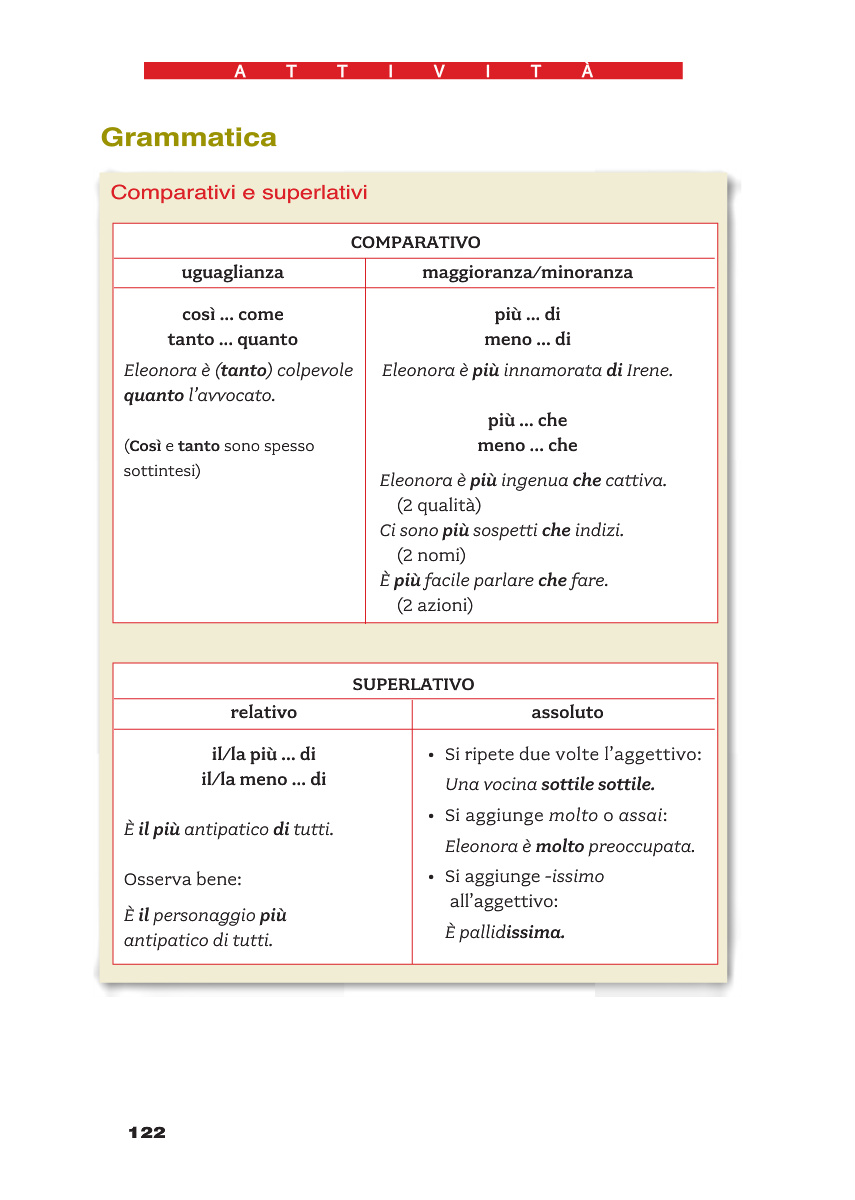 ATTIVITÀ
Grammatica
Comparativi e superlativi
COMPARATIVO
uguaglianza
così ... come
tanto ... quanto
Eleonora è (tanto) colpevole
quanto l’avvocato.
(Così e tanto sono spesso
sottintesi)
maggioranza/minoranza
più ... di
meno ... di
Eleonora è più innamorata di Irene.
più ... che
meno ... che
Eleonora è più ingenua che cattiva.
(2 qualità)
Ci sono più sospetti che indizi.
(2 nomi)
È più facile parlare che fare.
(2 azioni)
SUPERLATIVO
relativo
il/la più ... di
il/la meno ... di
È il più antipatico di tutti.
Osserva bene:
È il personaggio più
antipatico di tutti.
assoluto
• Si ripete due volte l’aggettivo:
Una vocina sottile sottile.
• Si aggiunge molto o assai:
Eleonora è molto preoccupata.
• Si aggiunge -issimo
all’aggettivo:
È pallidissima.
122